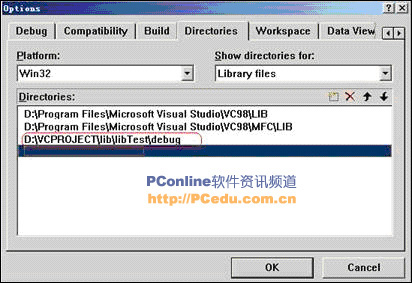 Options
Debug Compatibility Build Directories Workspace Data View
Platform: Show directories for:
Win32 Library files
Directories:
D:\Program Files\Microsoft Visual Studio\VC98\LIB
D:\Program Files\Microsoft Visual Studio\VC98\MFC\LIB
D:\VCPROJECT\lib\libTest\debug
PConline软件资讯频道
http://PCedu.com.cn
OK Cancel